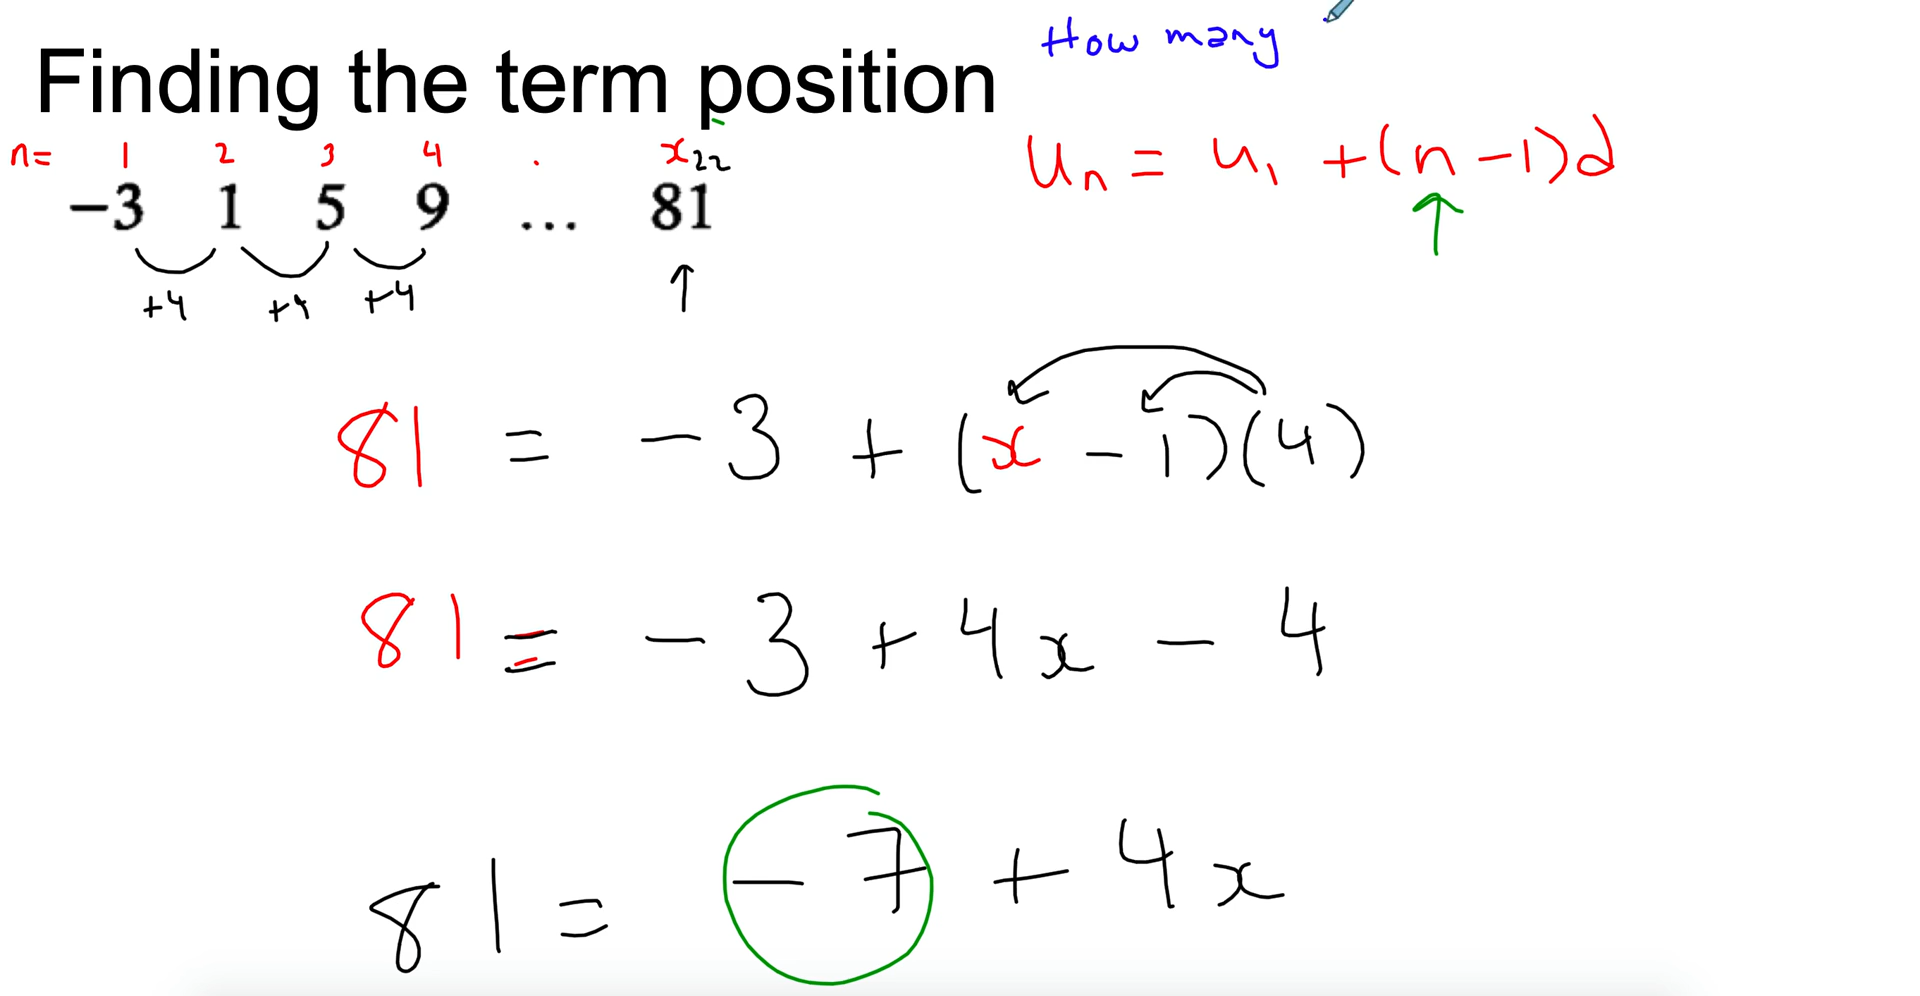 How many
Finding the term position
n= 1 2 3 4 . x 22
−3 1 5 9 ... 81
uₙ = u₁ + (n − 1)d
+4 +4 +4
81 = − 3 + (x − 1)(4)
81 = − 3 + 4x − 4
81 = − 7 + 4x